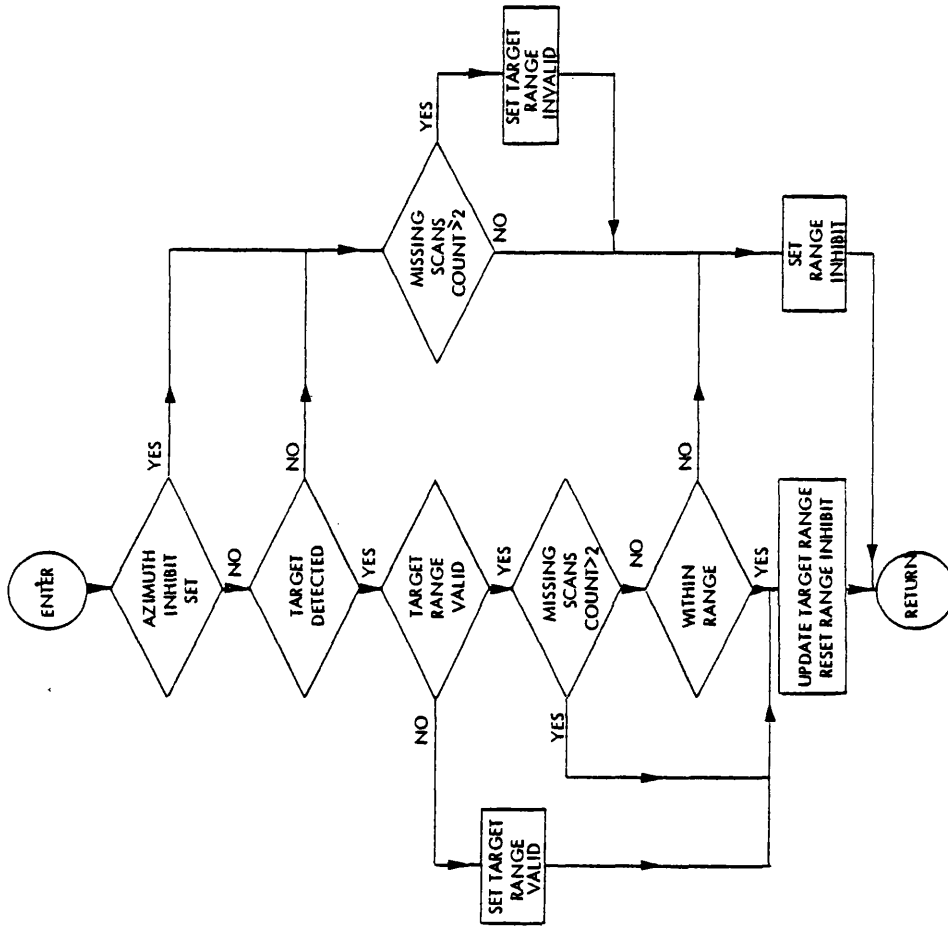 ENTER
AZIMUTH
INHIBIT
SET
YES
NO
TARGET
DETECTED
NO
YES
TARGET
RANGE
VALID
NO
YES
SET TARGET
RANGE
VALID
MISSING
SCANS
COUNT>2
YES
NO
WITHIN
RANGE
NO
YES
UPDATE TARGET RANGE
RESET RANGE INHIBIT
RETURN
MISSING
SCANS
COUNT≥2
YES
NO
SET TARGET
RANGE
INVALID
SET
RANGE
INHIBIT